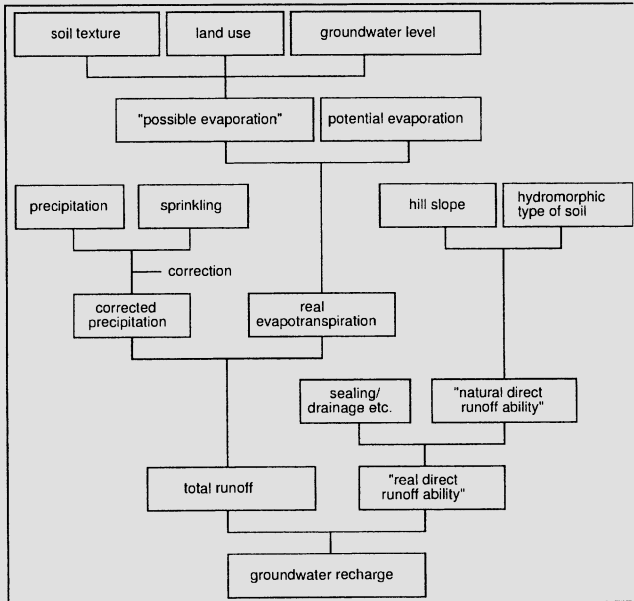 soil texture
land use
groundwater level
"possible evaporation"
potential evaporation
precipitation
sprinkling
hill slope
hydromorphic
type of soil
correction
corrected
precipitation
real
evapotranspiration
sealing/
drainage etc.
"natural direct
runoff ability"
total runoff
"real direct
runoff ability"
groundwater recharge